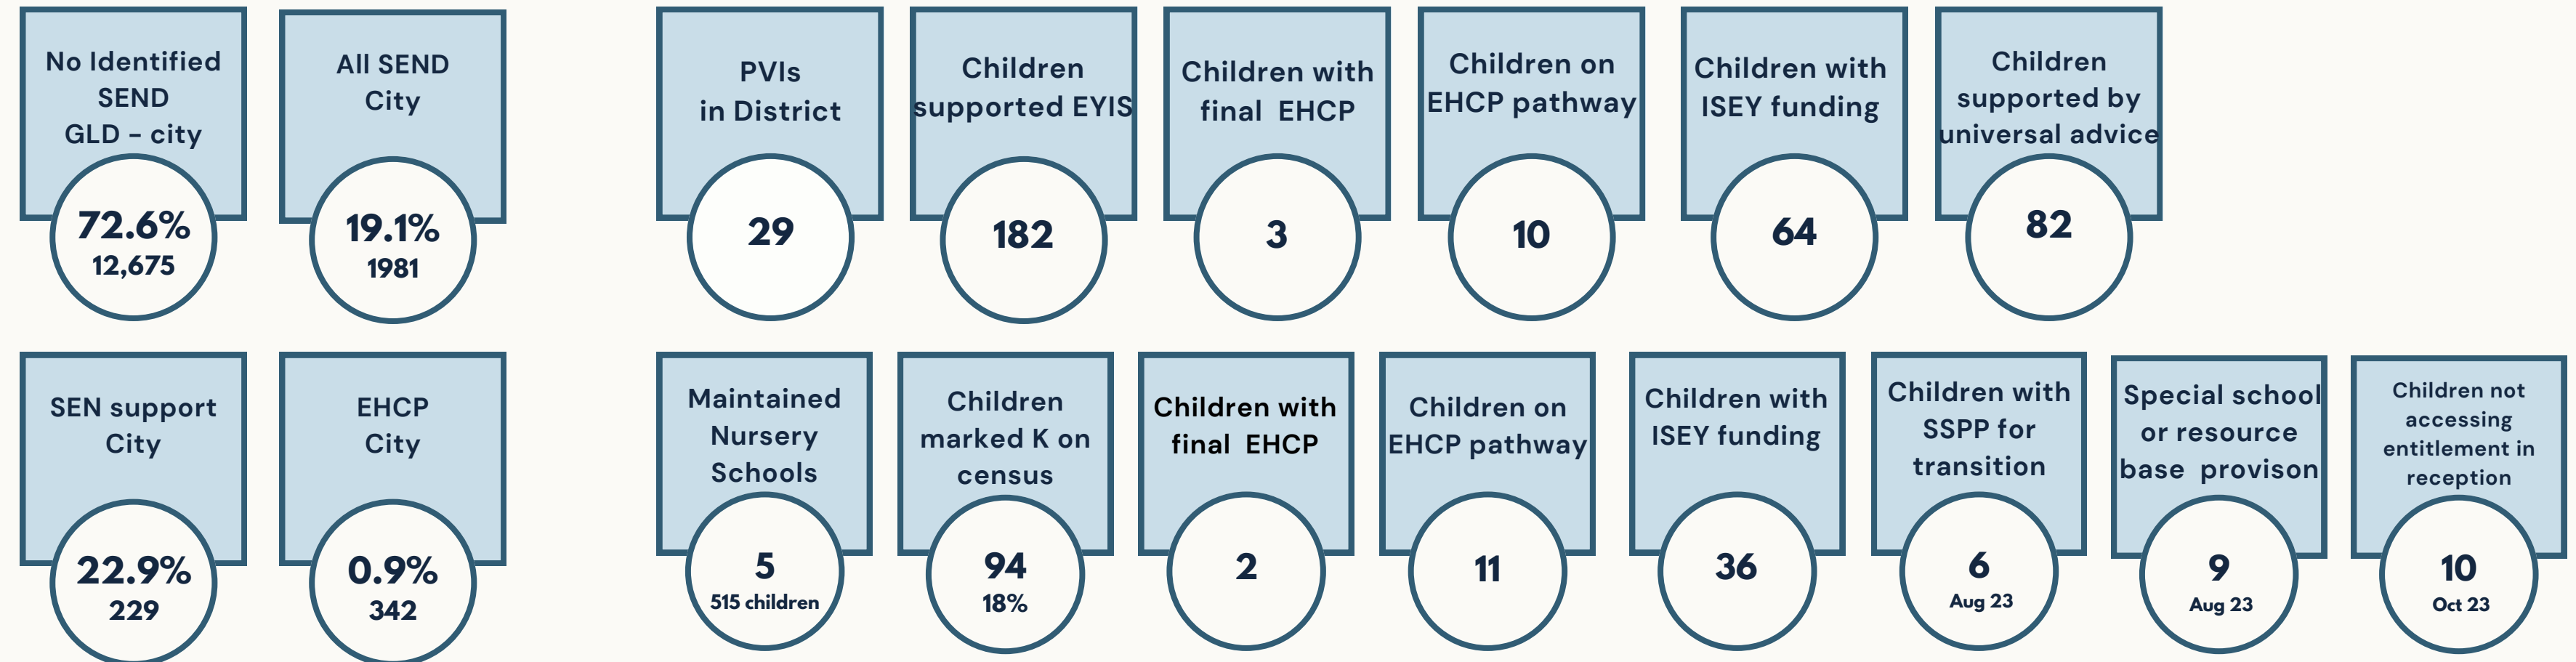 No Identified
SEND
GLD - city
72.6%
12,675
All SEND
City
19.1%
1981
PVIs
in District
29
Children
supported EYIS
182
Children with
final EHCP
3
Children on
EHCP pathway
10
Children with
ISEY funding
64
Children
supported by
universal advice
82
SEN support
City
22.9%
229
EHCP
City
0.9%
342
Maintained
Nursery
Schools
5
515 children
Children
marked K on
census
94
18%
Children with
final EHCP
2
Children on
EHCP pathway
11
Children with
ISEY funding
36
Children with
SSPP for
transition
6
Aug 23
Special school
or resource
base provison
9
Aug 23
Children not
accessing
entitlement in
reception
10
Oct 23